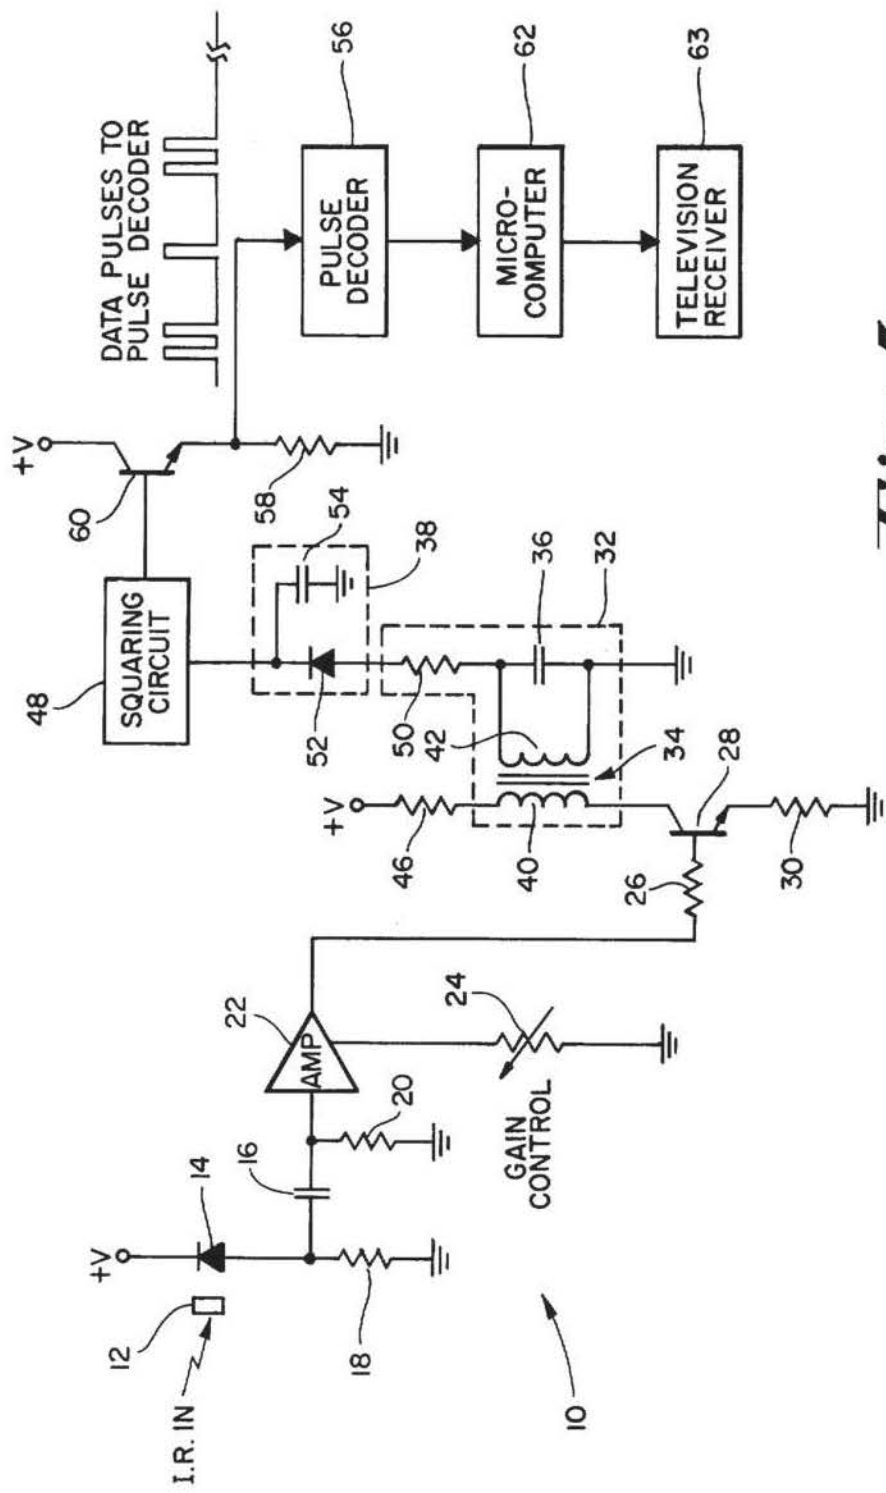 I.R. IN
12
+V
14
18
16
20
22
AMP
24
GAIN
CONTROL
10
26
28
30
+V
46
40
42
34
32
36
50
52
54
38
48
SQUARING
CIRCUIT
60
+V
58
DATA PULSES TO
PULSE DECODER
PULSE
DECODER
56
MICRO-
COMPUTER
62
TELEVISION
RECEIVER
63